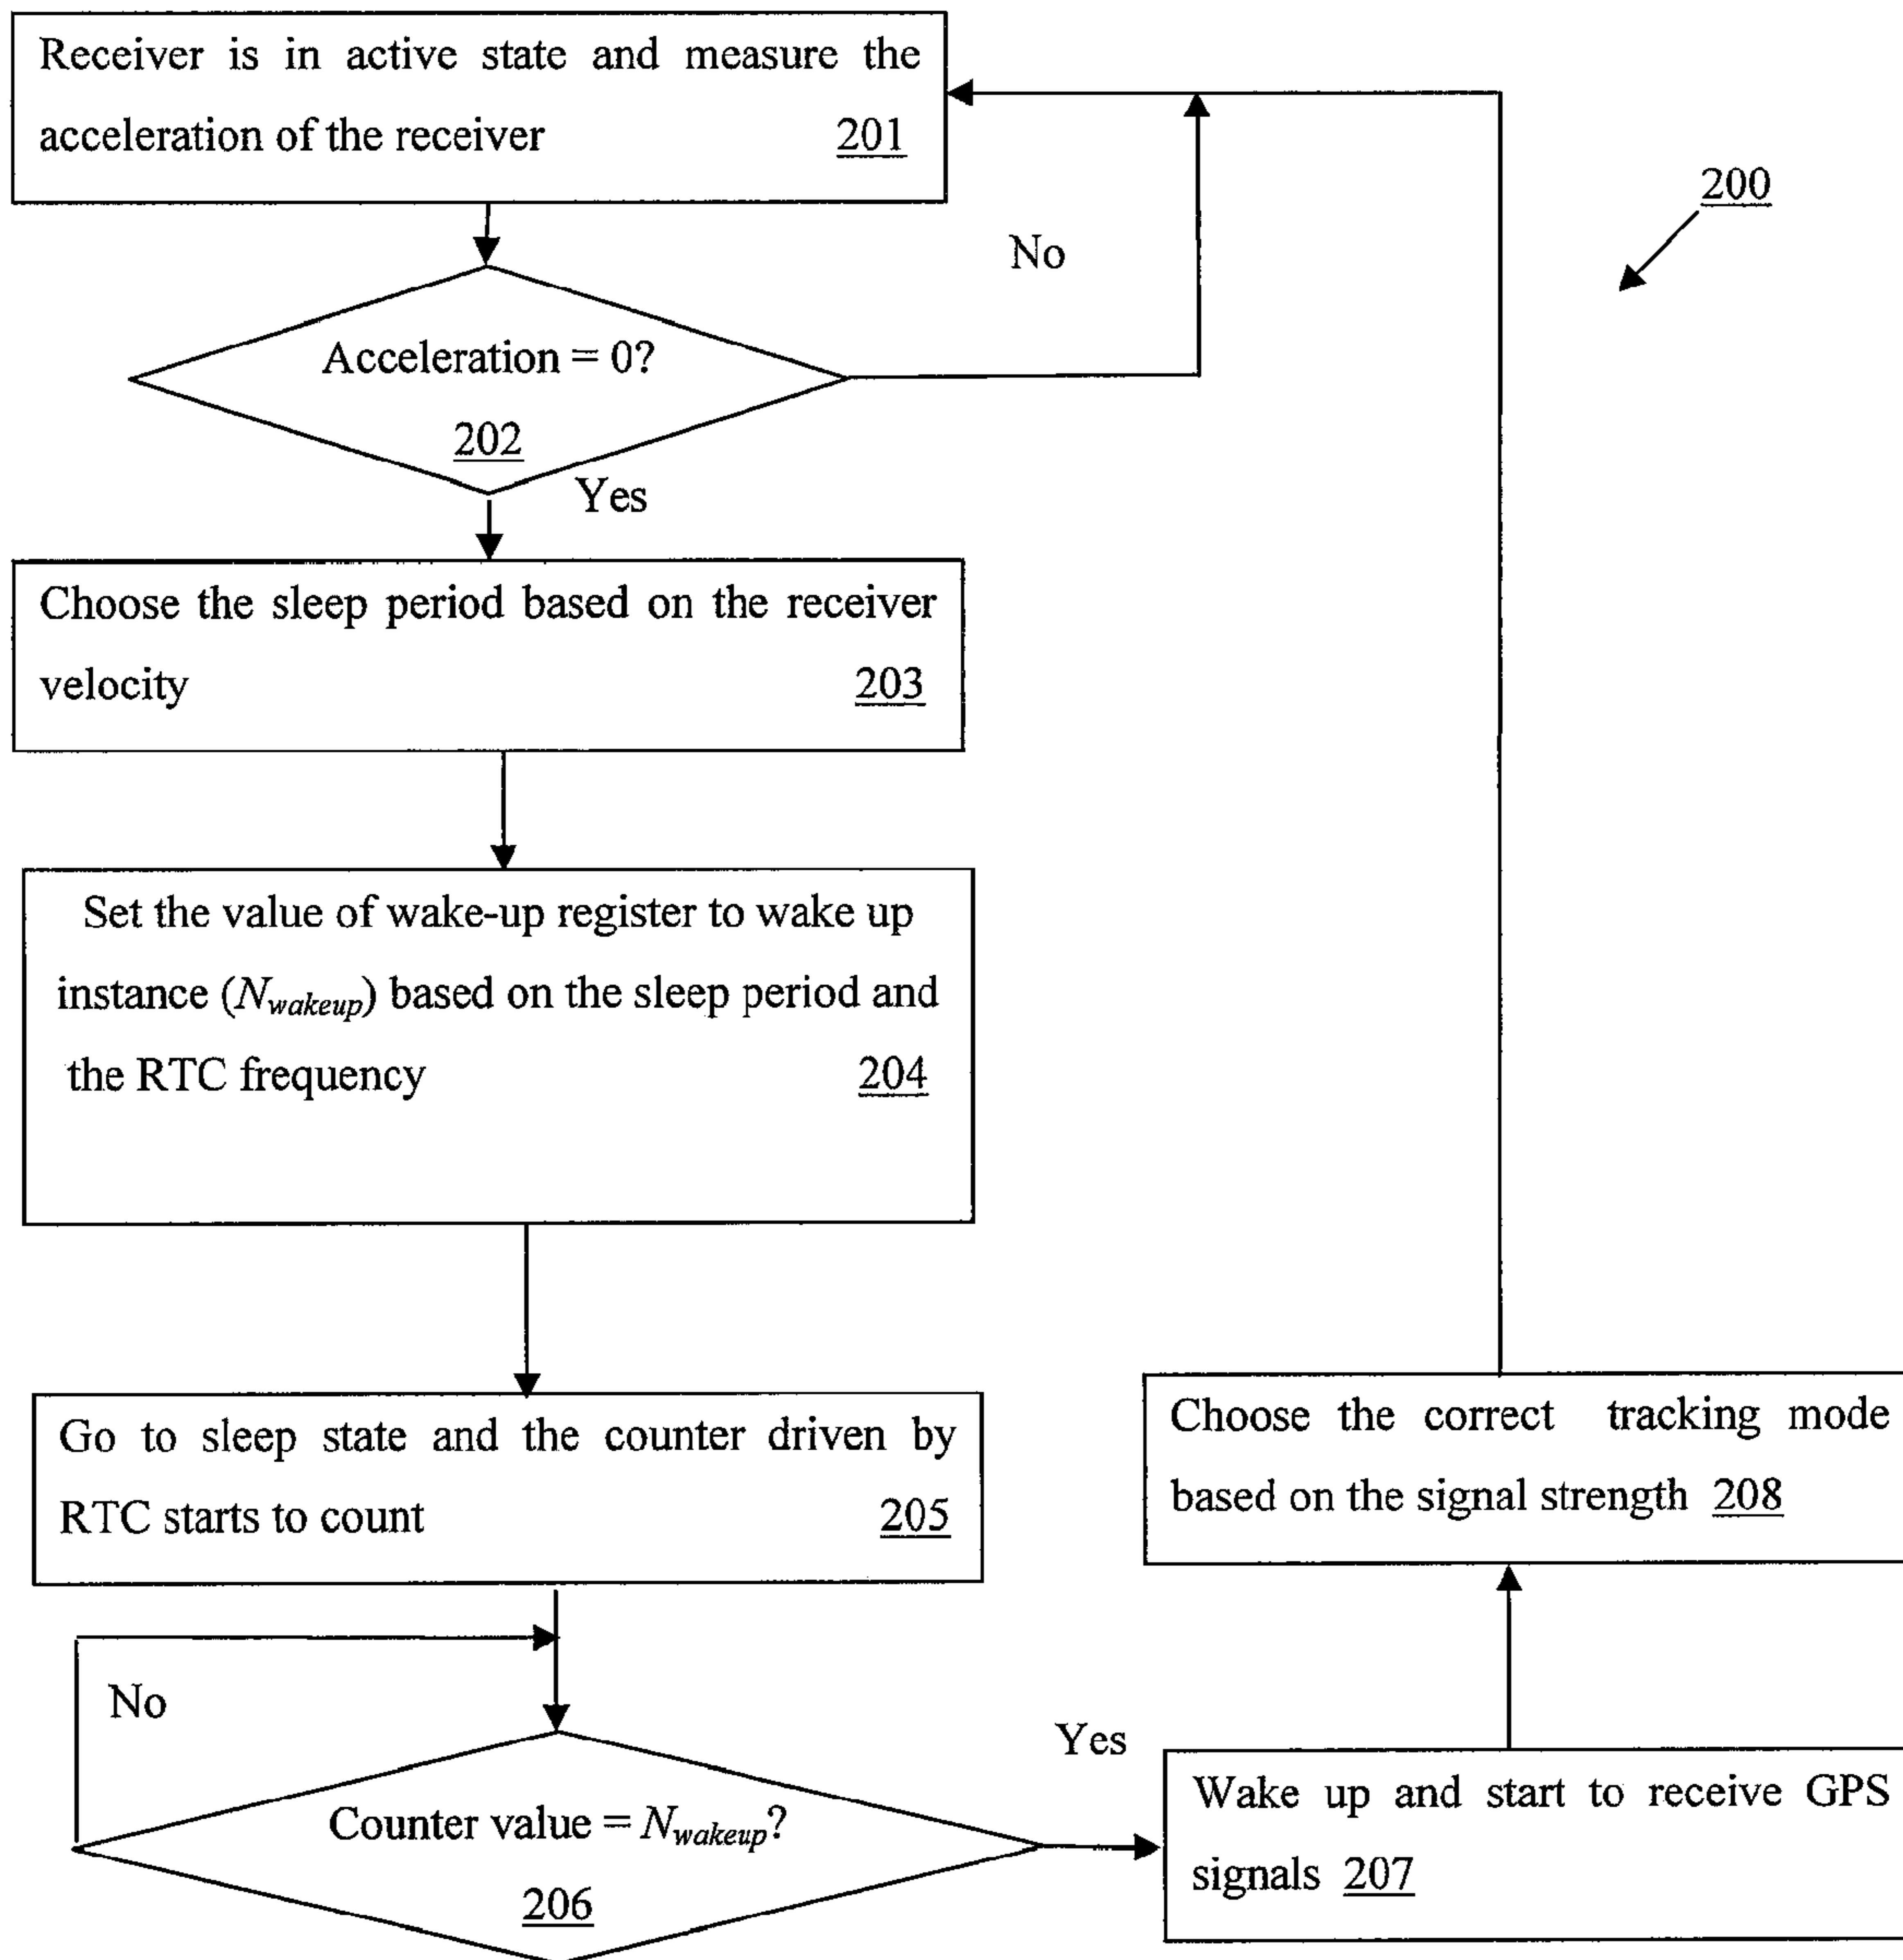 Receiver is in active state and measure the
acceleration of the receiver 201
200
No
Acceleration = 0?
202
Yes
Choose the sleep period based on the receiver
velocity 203
Set the value of wake-up register to wake up
instance (Nwakeup) based on the sleep period and
the RTC frequency 204
Go to sleep state and the counter driven by
RTC starts to count 205
No
Counter value = Nwakeup?
206
Yes
Wake up and start to receive GPS
signals 207
Choose the correct tracking mode
based on the signal strength 208